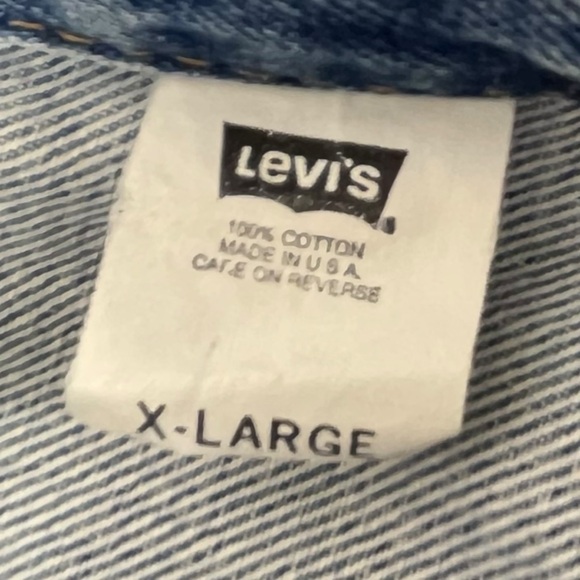 Levi's
100% COTTON
MADE IN U S A
CARE ON REVERSE
X-LARGE